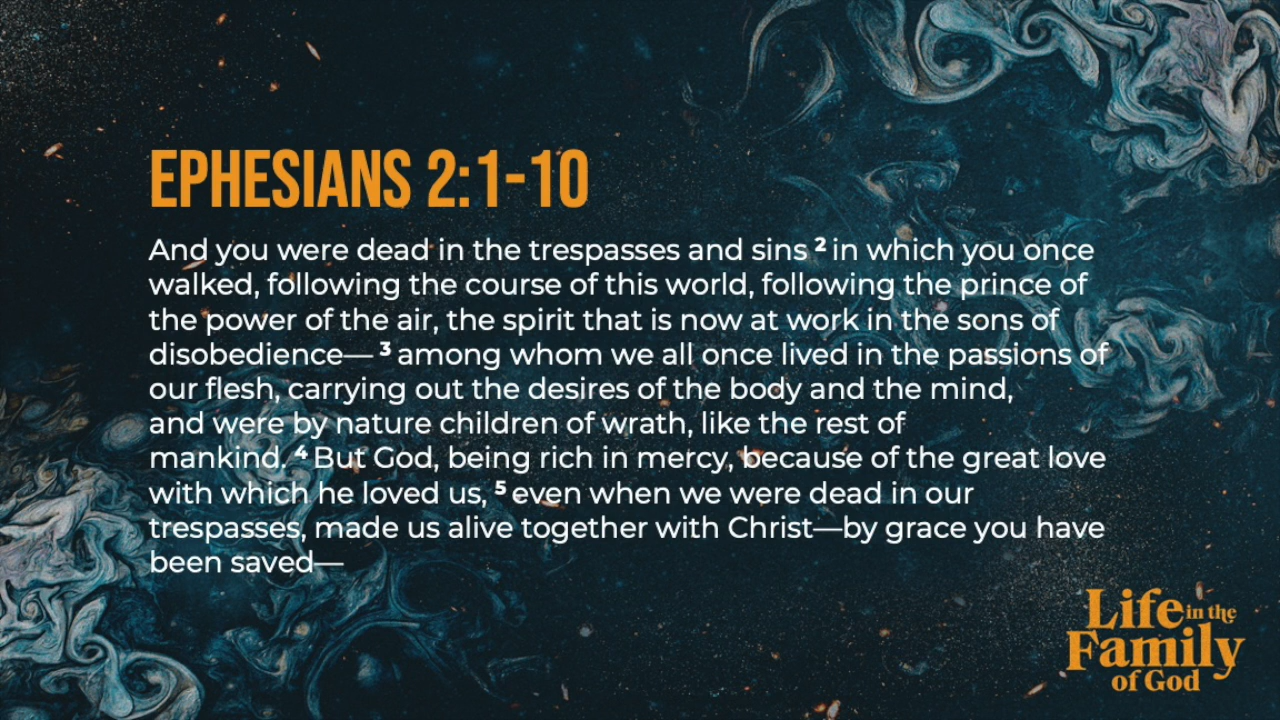 EPHESIANS 2:1-10
And you were dead in the trespasses and sins ² in which you once
walked, following the course of this world, following the prince of
the power of the air, the spirit that is now at work in the sons of
disobedience— ³ among whom we all once lived in the passions of
our flesh, carrying out the desires of the body and the mind,
and were by nature children of wrath, like the rest of
mankind. ⁴ But God, being rich in mercy, because of the great love
with which he loved us, ⁵ even when we were dead in our
trespasses, made us alive together with Christ—by grace you have
been saved—
Life in the
Family
of God